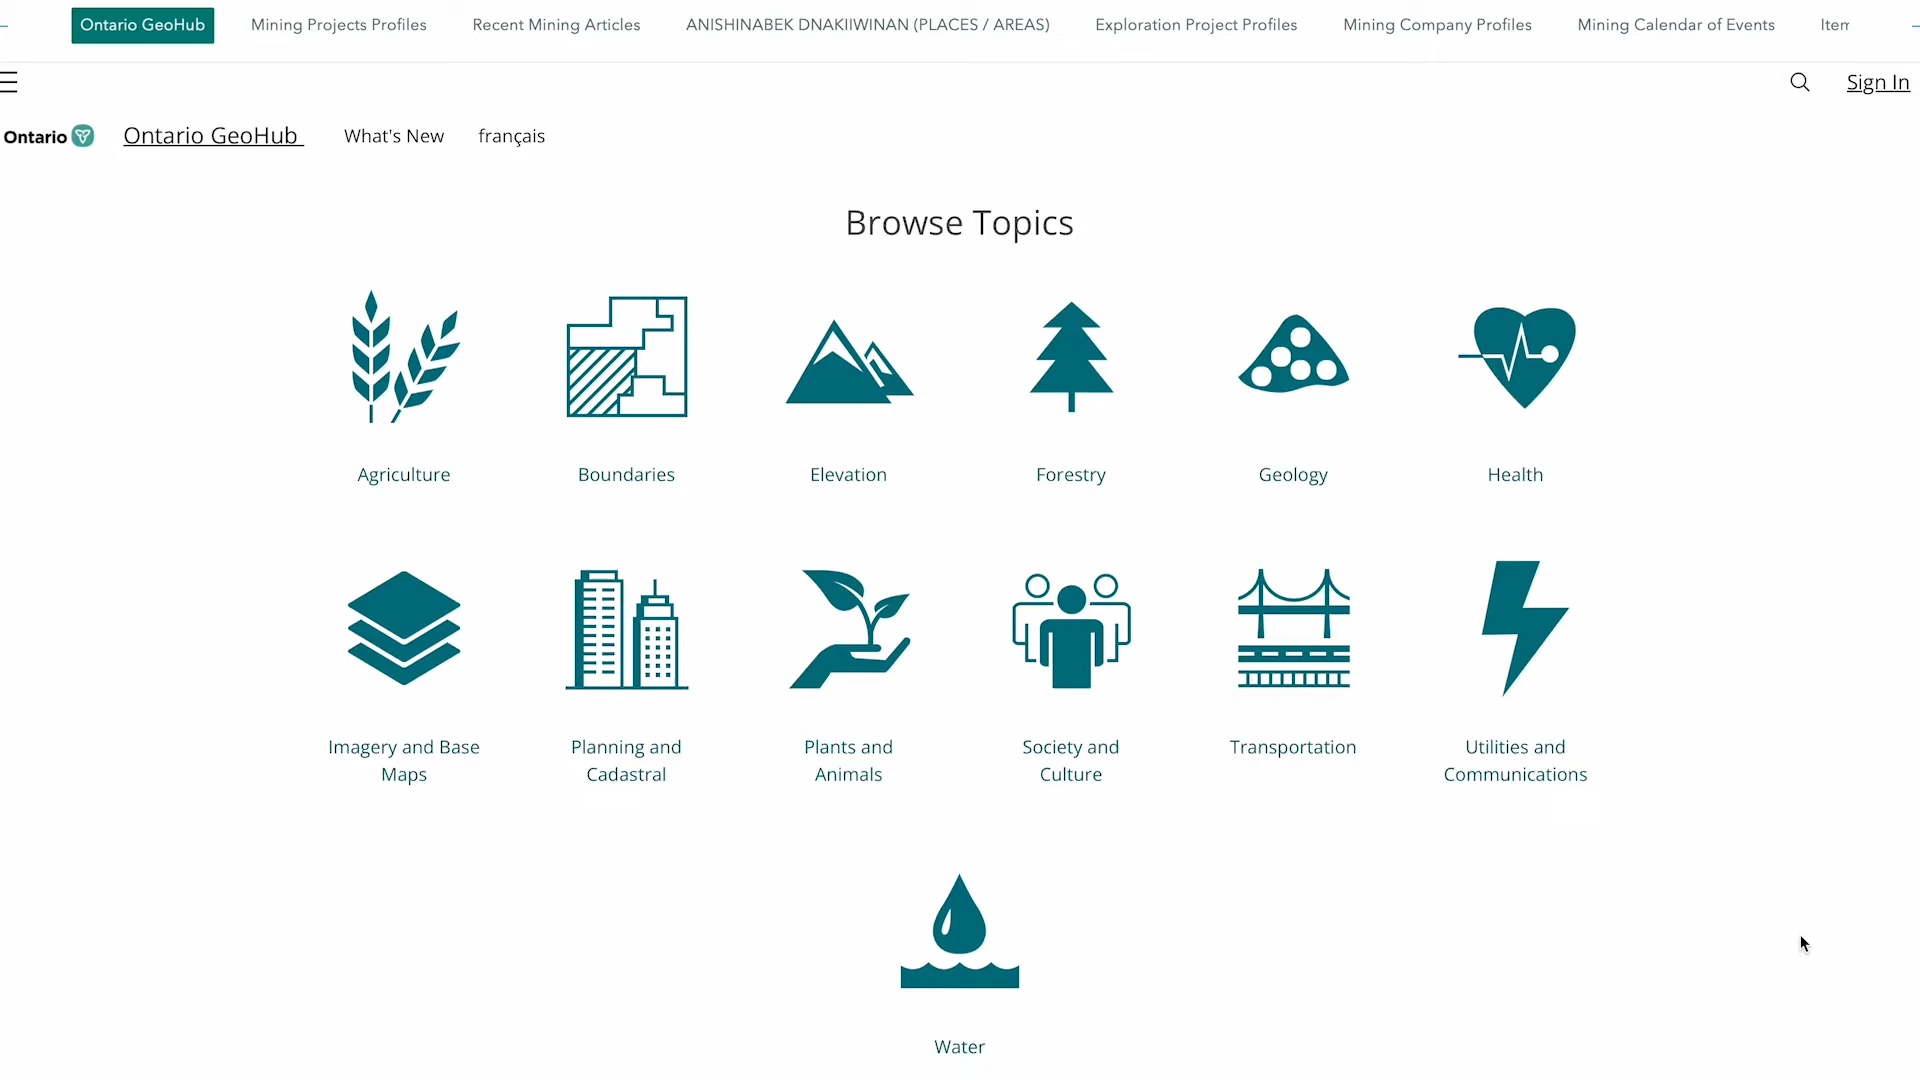 Ontario GeoHub Mining Projects Profiles Recent Mining Articles ANISHINABEK DNAKIIWINAN (PLACES / AREAS) Exploration Project Profiles Mining Company Profiles Mining Calendar of Events
Sign In
Ontario Ontario GeoHub What's New français
Browse Topics
Agriculture Boundaries Elevation Forestry Geology Health
Imagery and Base Maps
Planning and Cadastral
Plants and Animals
Society and Culture
Transportation
Utilities and Communications
Water